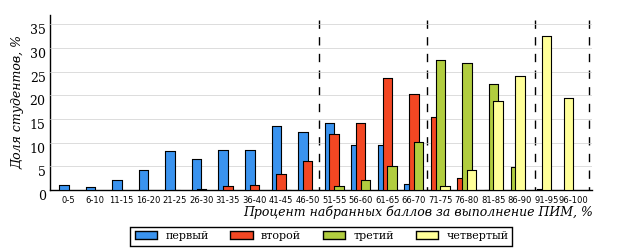 Доля студентов, %
35
30
25
20
15
10
5
0
0-5 6-10 11-15 16-20 21-25 26-30 31-35 36-40 41-45 46-50 51-55 56-60 61-65 66-70 71-75 76-80 81-85 86-90 91-95 96-100
Процент набранных баллов за выполнение ПИМ, %
первый второй третий четвертый